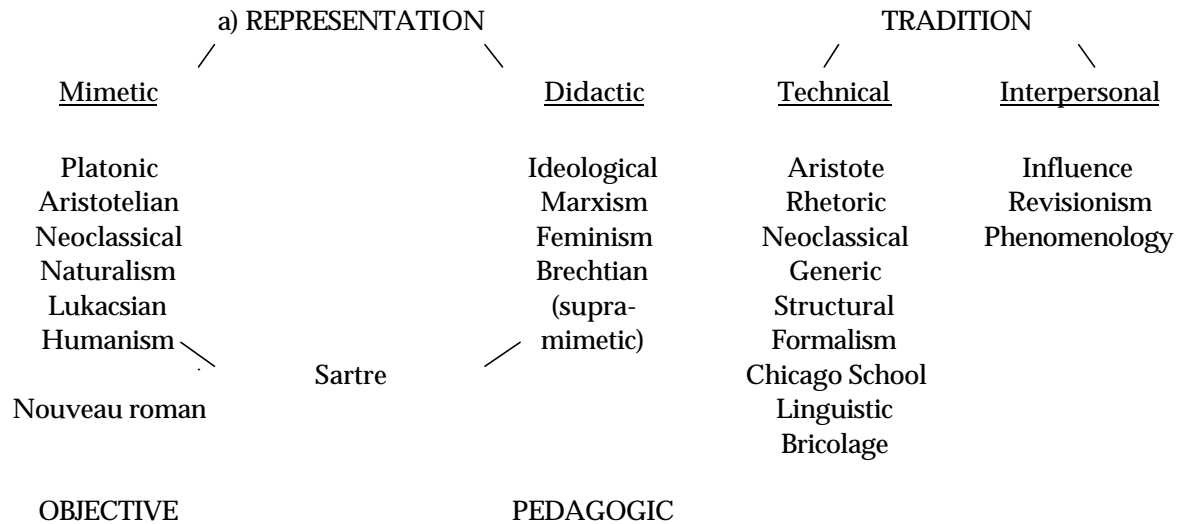 a) REPRESENTATION TRADITION
Mimetic Didactic Technical Interpersonal
Platonic Ideological Aristote Influence
Aristotelian Marxism Rhetoric Revisionism
Neoclassical Feminism Neoclassical Phenomenology
Naturalism Brechtian Generic
Lukacsian (supra- Structural
Humanism mimetic) Formalism
Sartre Chicago School
Nouveau roman Linguistic
Bricolage
OBJECTIVE PEDAGOGIC